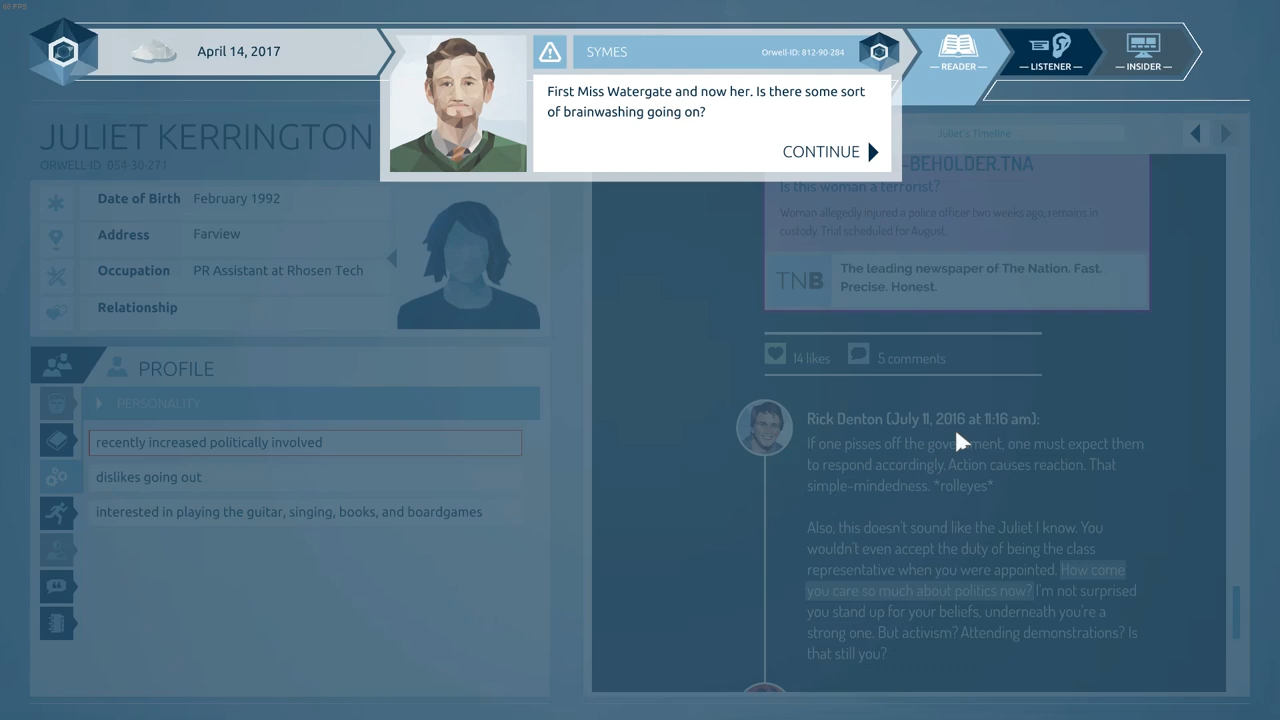 60 FPS
April 14, 2017
SYMES
Orwell-ID: 812-90-284
First Miss Watergate and now her. Is there some sort
of brainwashing going on?
CONTINUE
— READER —
— LISTENER —
— INSIDER —
JULIET KERRINGTON
ORWELL-ID 054-30-271
Date of Birth February 1992
Address Farview
Occupation PR Assistant at Rhosen Tech
Relationship
PROFILE
PERSONALITY
recently increased politically involved
dislikes going out
interested in playing the guitar, singing, books, and boardgames
Juliet's Timeline
-BEHOLDER.TNA
Is this woman a terrorist?
Woman allegedly injured a police officer two weeks ago, remains in
custody. Trial scheduled for August.
TNB
The leading newspaper of The Nation. Fast.
Precise. Honest.
14 likes
5 comments
Rick Denton (July 11, 2016 at 11:16 am):
If one pisses off the government, one must expect them
to respond accordingly. Action causes reaction. That
simple-mindedness. *rolleyes*
Also, this doesn't sound like the Juliet I know. You
wouldn't even accept the duty of being the class
representative when you were appointed. How come
you care so much about politics now? I'm not surprised
you stand up for your beliefs, underneath you're a
strong one. But activism? Attending demonstrations? Is
that still you?